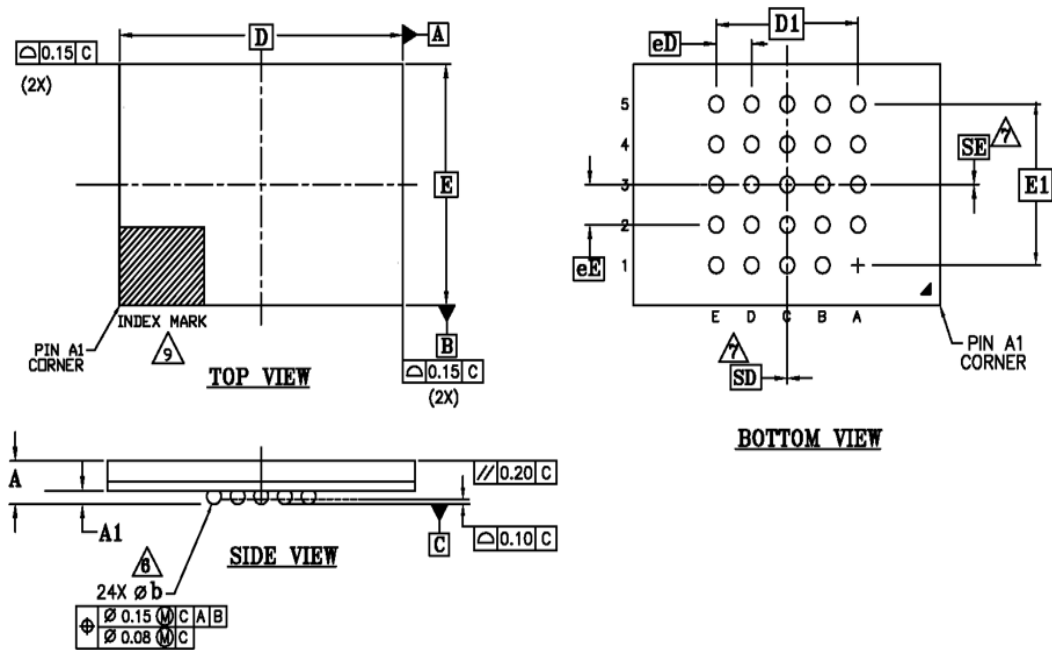 D
A
⌓ 0.15 C
(2X)
E
INDEX MARK
9
PIN A1
CORNER
B
⌓ 0.15 C
(2X)
TOP VIEW
D1
eD
5
4
3
2
1
7
SE
E1
eE
E D C B A
7
SD
PIN A1
CORNER
BOTTOM VIEW
A
A1
// 0.20 C
⌓ 0.10 C
C
SIDE VIEW
6
24X ø b
⌖ ø 0.15 Ⓜ C A B
ø 0.08 Ⓜ C